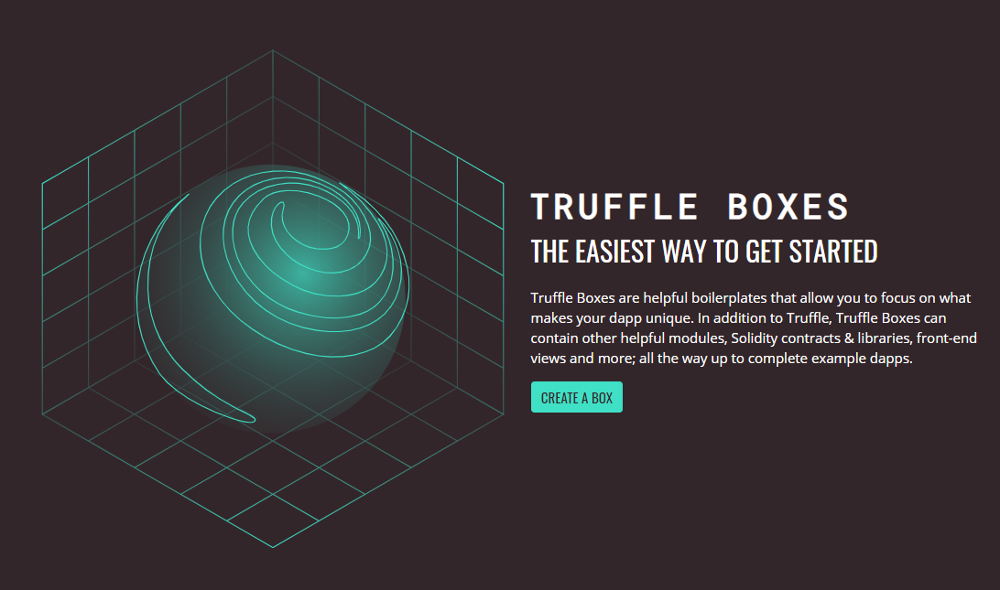 TRUFFLE BOXES
THE EASIEST WAY TO GET STARTED
Truffle Boxes are helpful boilerplates that allow you to focus on what
makes your dapp unique. In addition to Truffle, Truffle Boxes can
contain other helpful modules, Solidity contracts & libraries, front-end
views and more; all the way up to complete example dapps.
CREATE A BOX